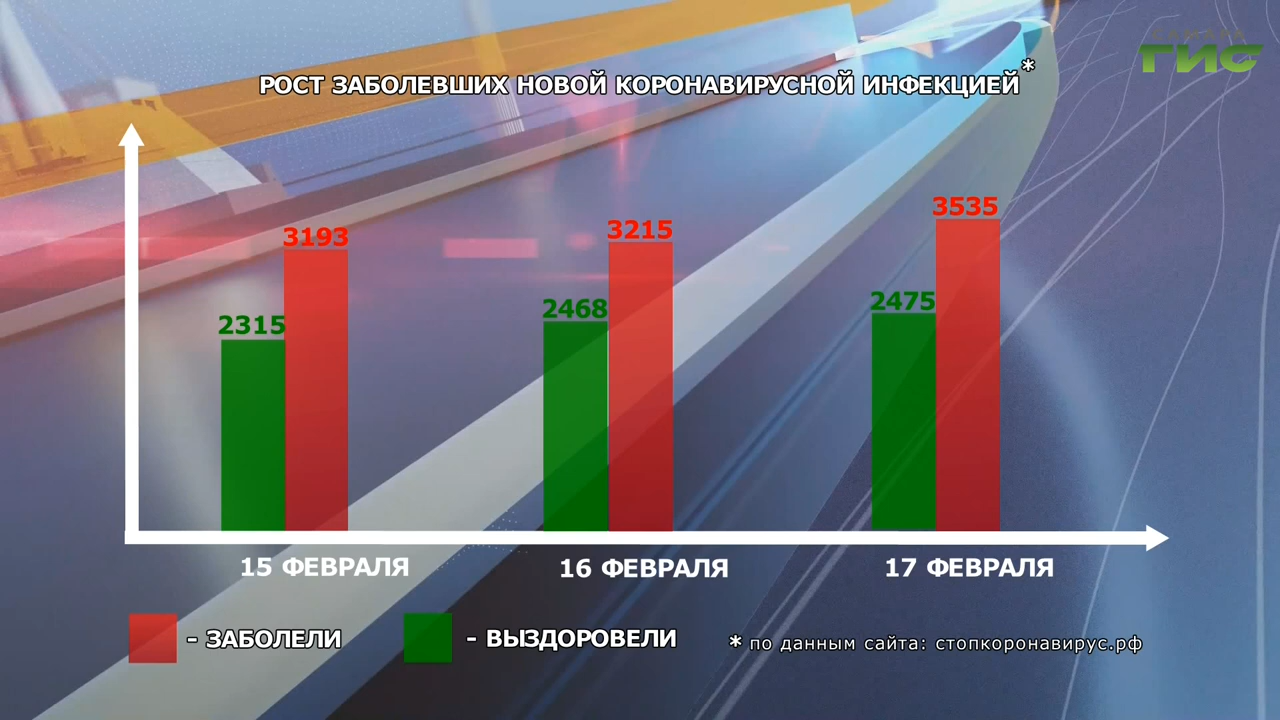 САМАРА
ГИС
РОСТ ЗАБОЛЕВШИХ НОВОЙ КОРОНАВИРУСНОЙ ИНФЕКЦИЕЙ*
2315 3193
2468 3215
2475 3535
15 ФЕВРАЛЯ 16 ФЕВРАЛЯ 17 ФЕВРАЛЯ
- ЗАБОЛЕЛИ - ВЫЗДОРОВЕЛИ * по данным сайта: стопкоронавирус.рф